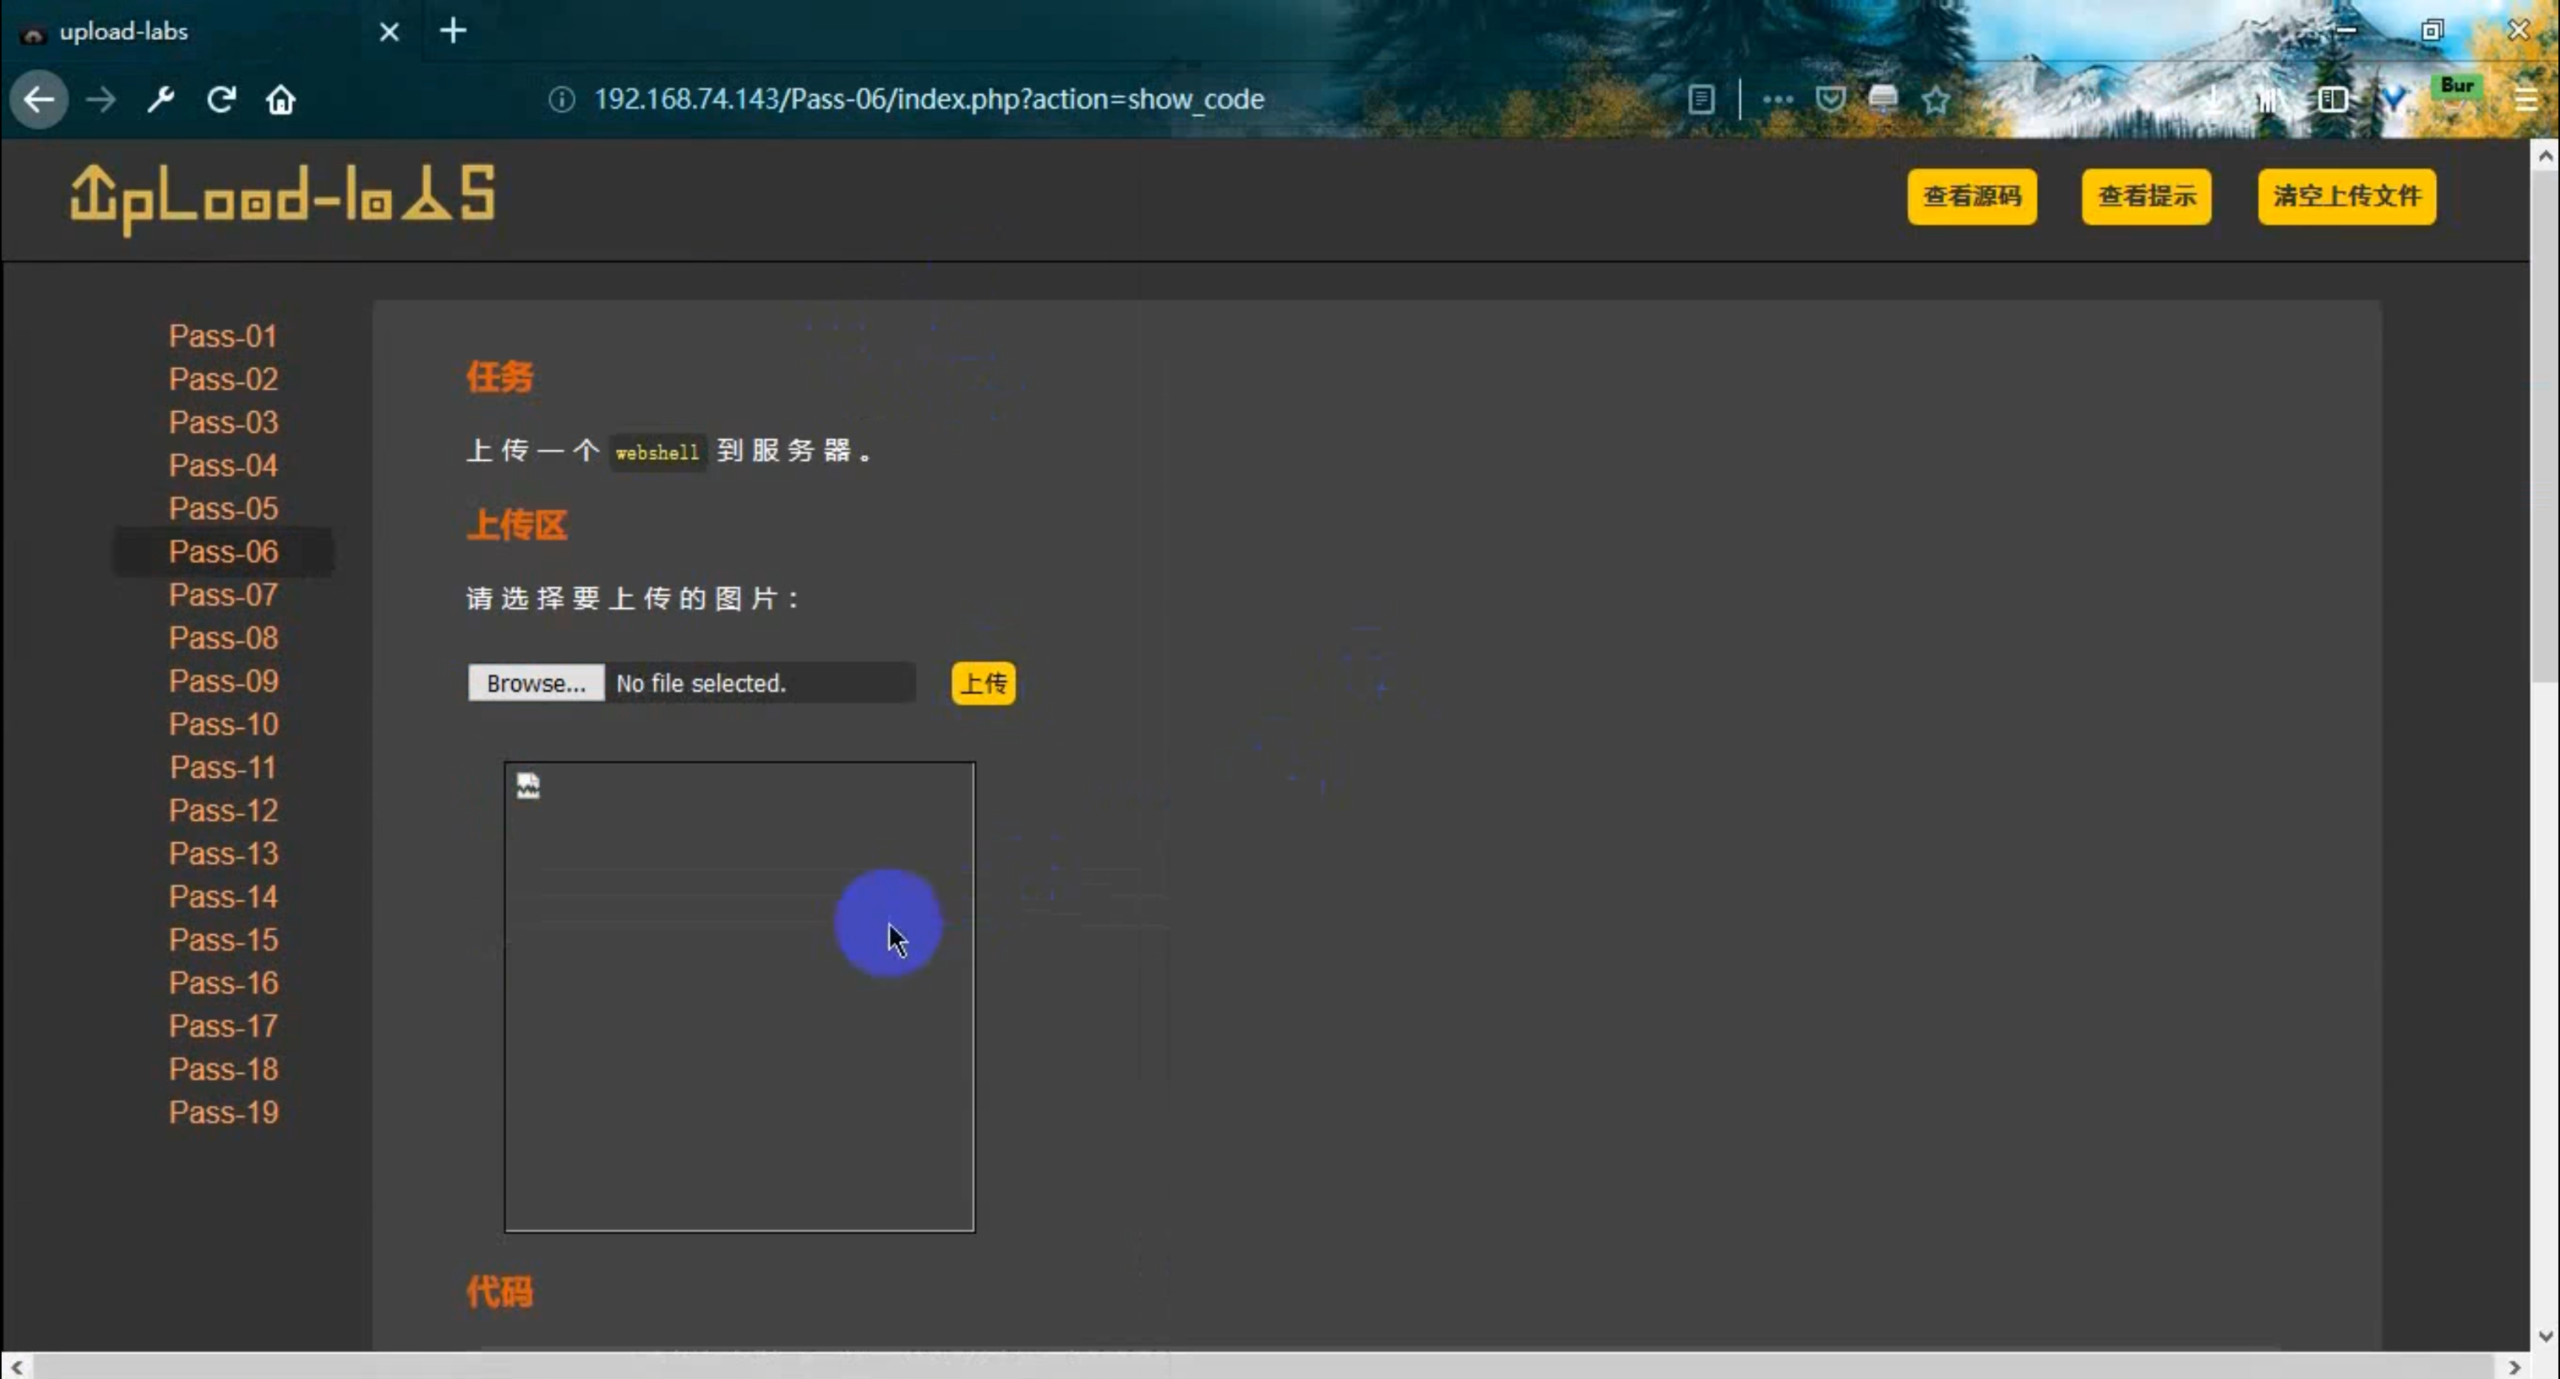 upload-labs
192.168.74.143/Pass-06/index.php?action=show_code
Bur
UpLoad-labS
查看源码
查看提示
清空上传文件
Pass-01
Pass-02
Pass-03
Pass-04
Pass-05
Pass-06
Pass-07
Pass-08
Pass-09
Pass-10
Pass-11
Pass-12
Pass-13
Pass-14
Pass-15
Pass-16
Pass-17
Pass-18
Pass-19
任务
上传一个 webshell 到服务器。
上传区
请选择要上传的图片：
Browse... No file selected. 上传
代码